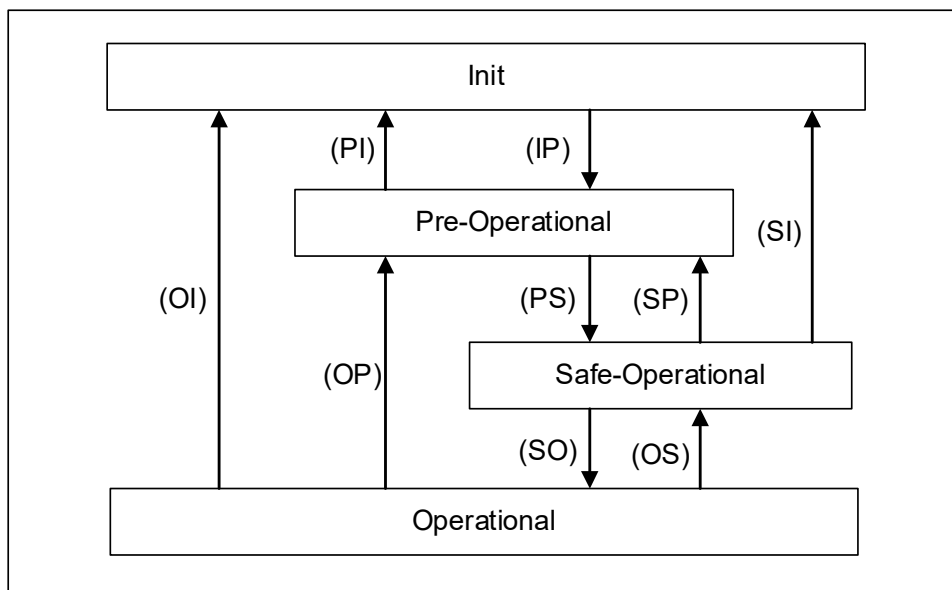 Init
(PI)
(IP)
Pre-Operational
(SI)
(OI)
(PS)
(SP)
(OP)
Safe-Operational
(SO)
(OS)
Operational